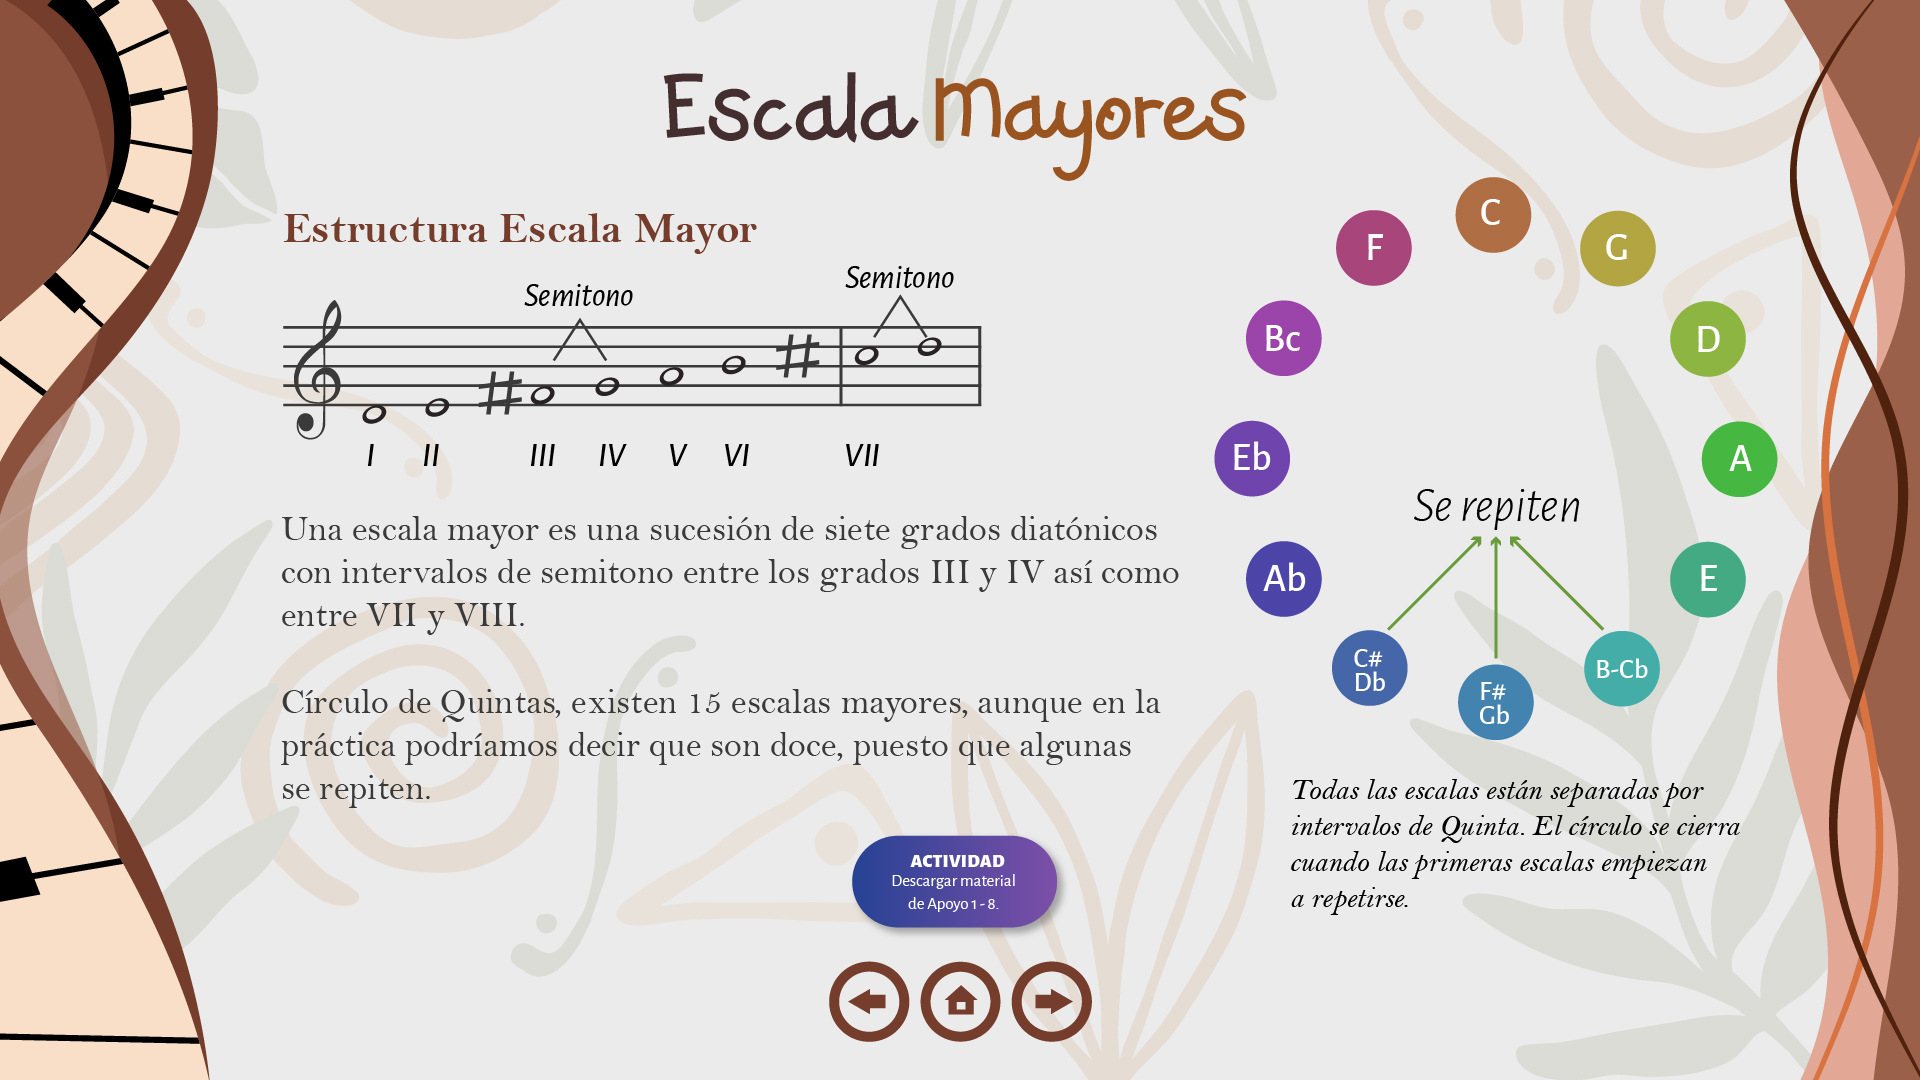 Escala Mayores
Estructura Escala Mayor
Semitono
Semitono
I II III IV V VI VII
Una escala mayor es una sucesión de siete grados diatónicos
con intervalos de semitono entre los grados III y IV así como
entre VII y VIII.
Círculo de Quintas, existen 15 escalas mayores, aunque en la
práctica podríamos decir que son doce, puesto que algunas
se repiten.
ACTIVIDAD
Descargar material
de Apoyo 1 - 8.
C
G
D
A
E
B-Cb
F#
Gb
C#
Db
Ab
Eb
Bc
F
Se repiten
Todas las escalas están separadas por
intervalos de Quinta. El círculo se cierra
cuando las primeras escalas empiezan
a repetirse.